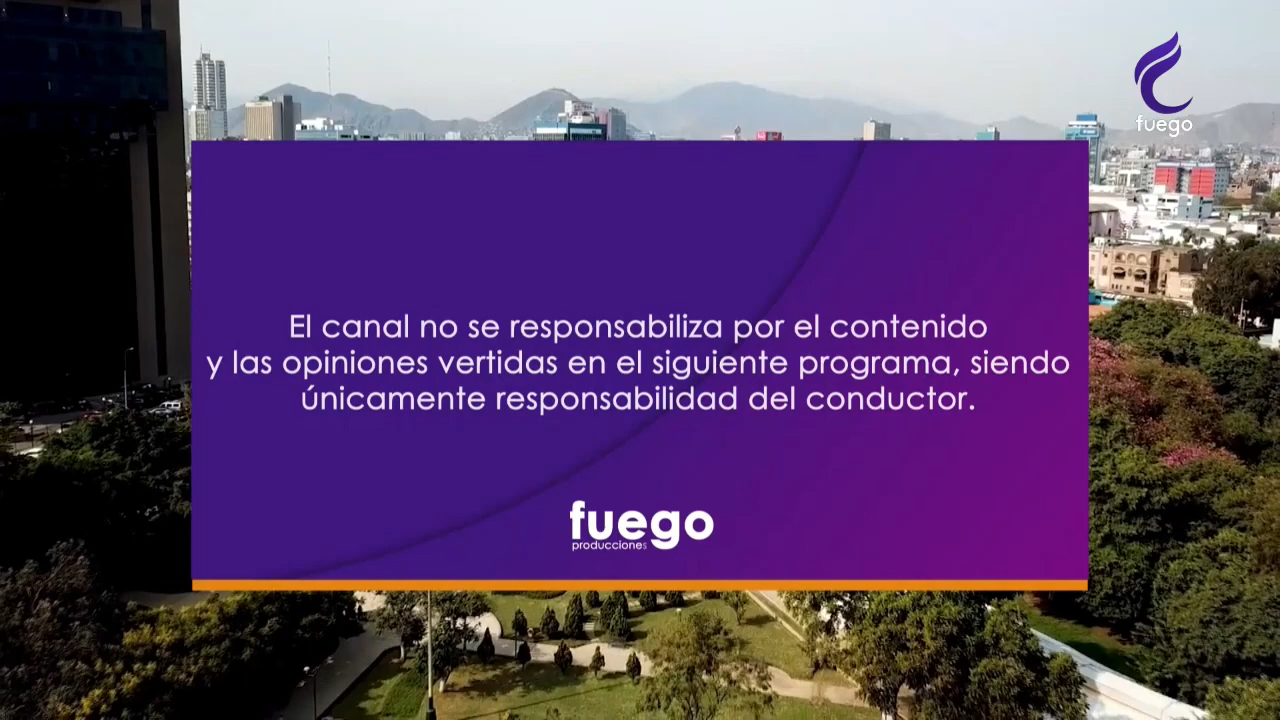 fuego
El canal no se responsabiliza por el contenido
y las opiniones vertidas en el siguiente programa, siendo
únicamente responsabilidad del conductor.
fuego
producciones